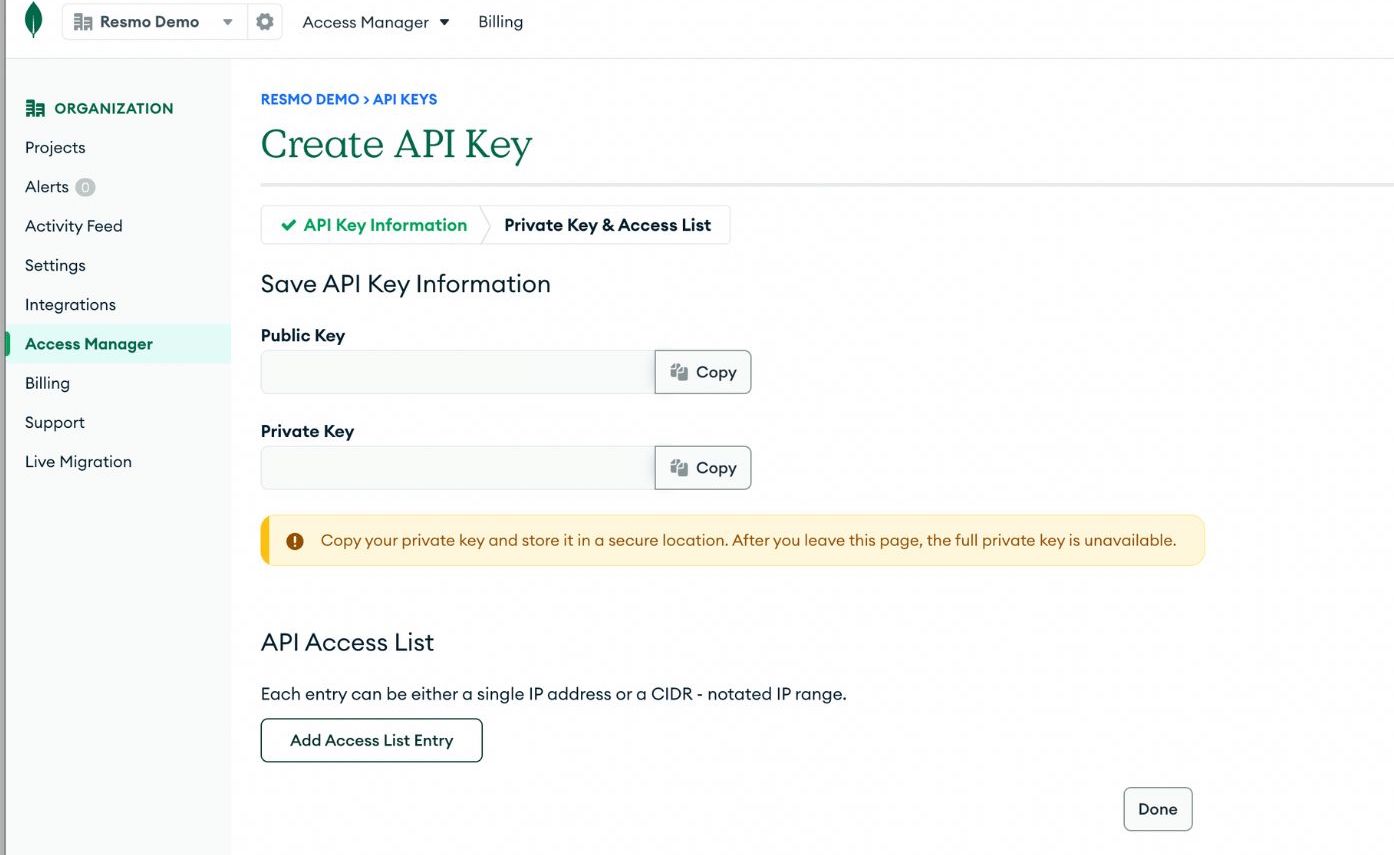 Resmo Demo Access Manager Billing
ORGANIZATION
Projects
Alerts 0
Activity Feed
Settings
Integrations
Access Manager
Billing
Support
Live Migration
RESMO DEMO > API KEYS
Create API Key
API Key Information Private Key & Access List
Save API Key Information
Public Key
Copy
Private Key
Copy
Copy your private key and store it in a secure location. After you leave this page, the full private key is unavailable.
API Access List
Each entry can be either a single IP address or a CIDR - notated IP range.
Add Access List Entry
Done